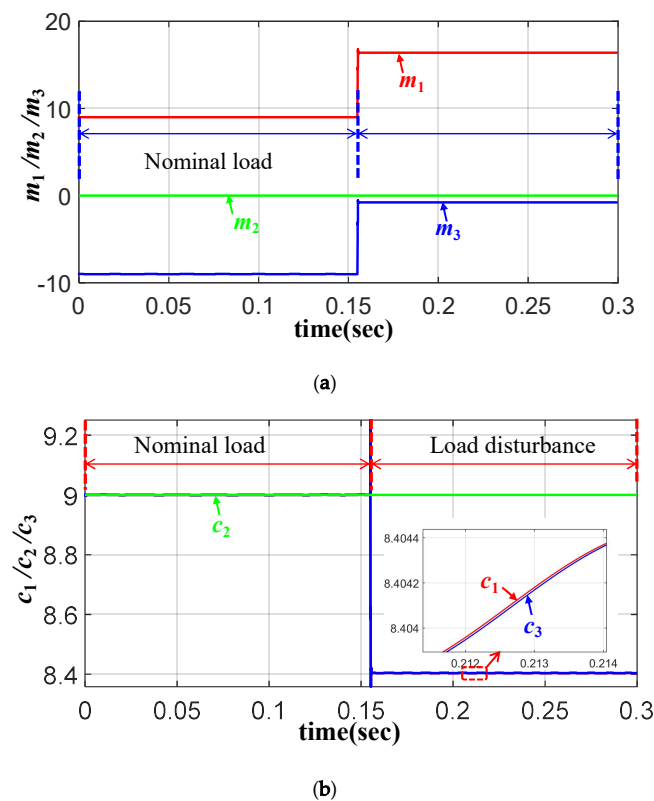 20
10
0
-10
m1/m2/m3
m1
Nominal load
m2
m3
0 0.05 0.1 0.15 0.2 0.25 0.3
time(sec)
(a)
9.2
9
8.8
8.6
8.4
c1/c2/c3
Nominal load Load disturbance
c2
8.4044
8.4042
8.404
c1
c3
0.212 0.213 0.214
0 0.05 0.1 0.15 0.2 0.25 0.3
time(sec)
(b)